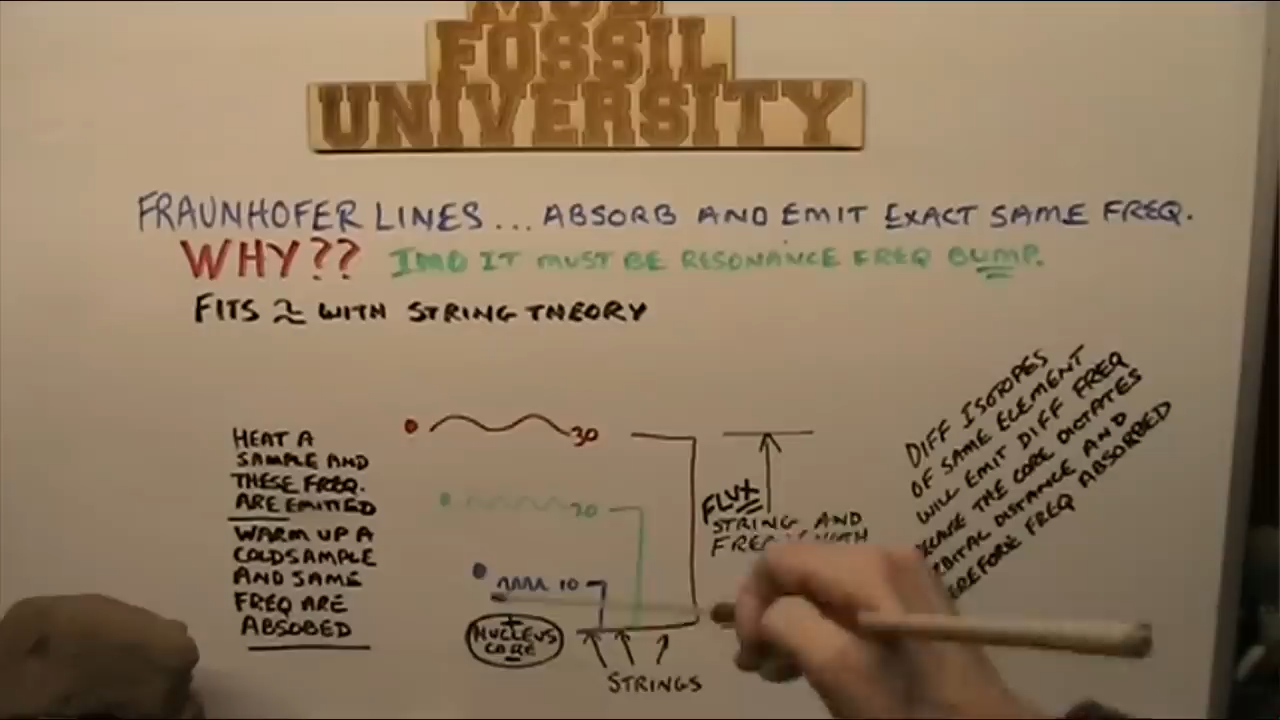 FOSSIL
UNIVERSITY
FRAUNHOFER LINES... ABSORB AND EMIT EXACT SAME FREQ.
WHY?? IMO IT MUST BE RESONANCE FREQ BUMP.
FITS ≃ WITH STRING THEORY
HEAT A
SAMPLE AND
THESE FREQ.
ARE EMITTED
WARM UP A
COLD SAMPLE
AND SAME
FREQ ARE
ABSOBED
30
20
10
+
NUCLEUS
CORE
-
STRINGS
FLUX
STRING AND
DIFF ISOTOPES
OF SAME ELEMENT
WILL EMIT DIFF FREQ
THE CORE DICTATES
DISTANCE AND
FREQ ABSORBED